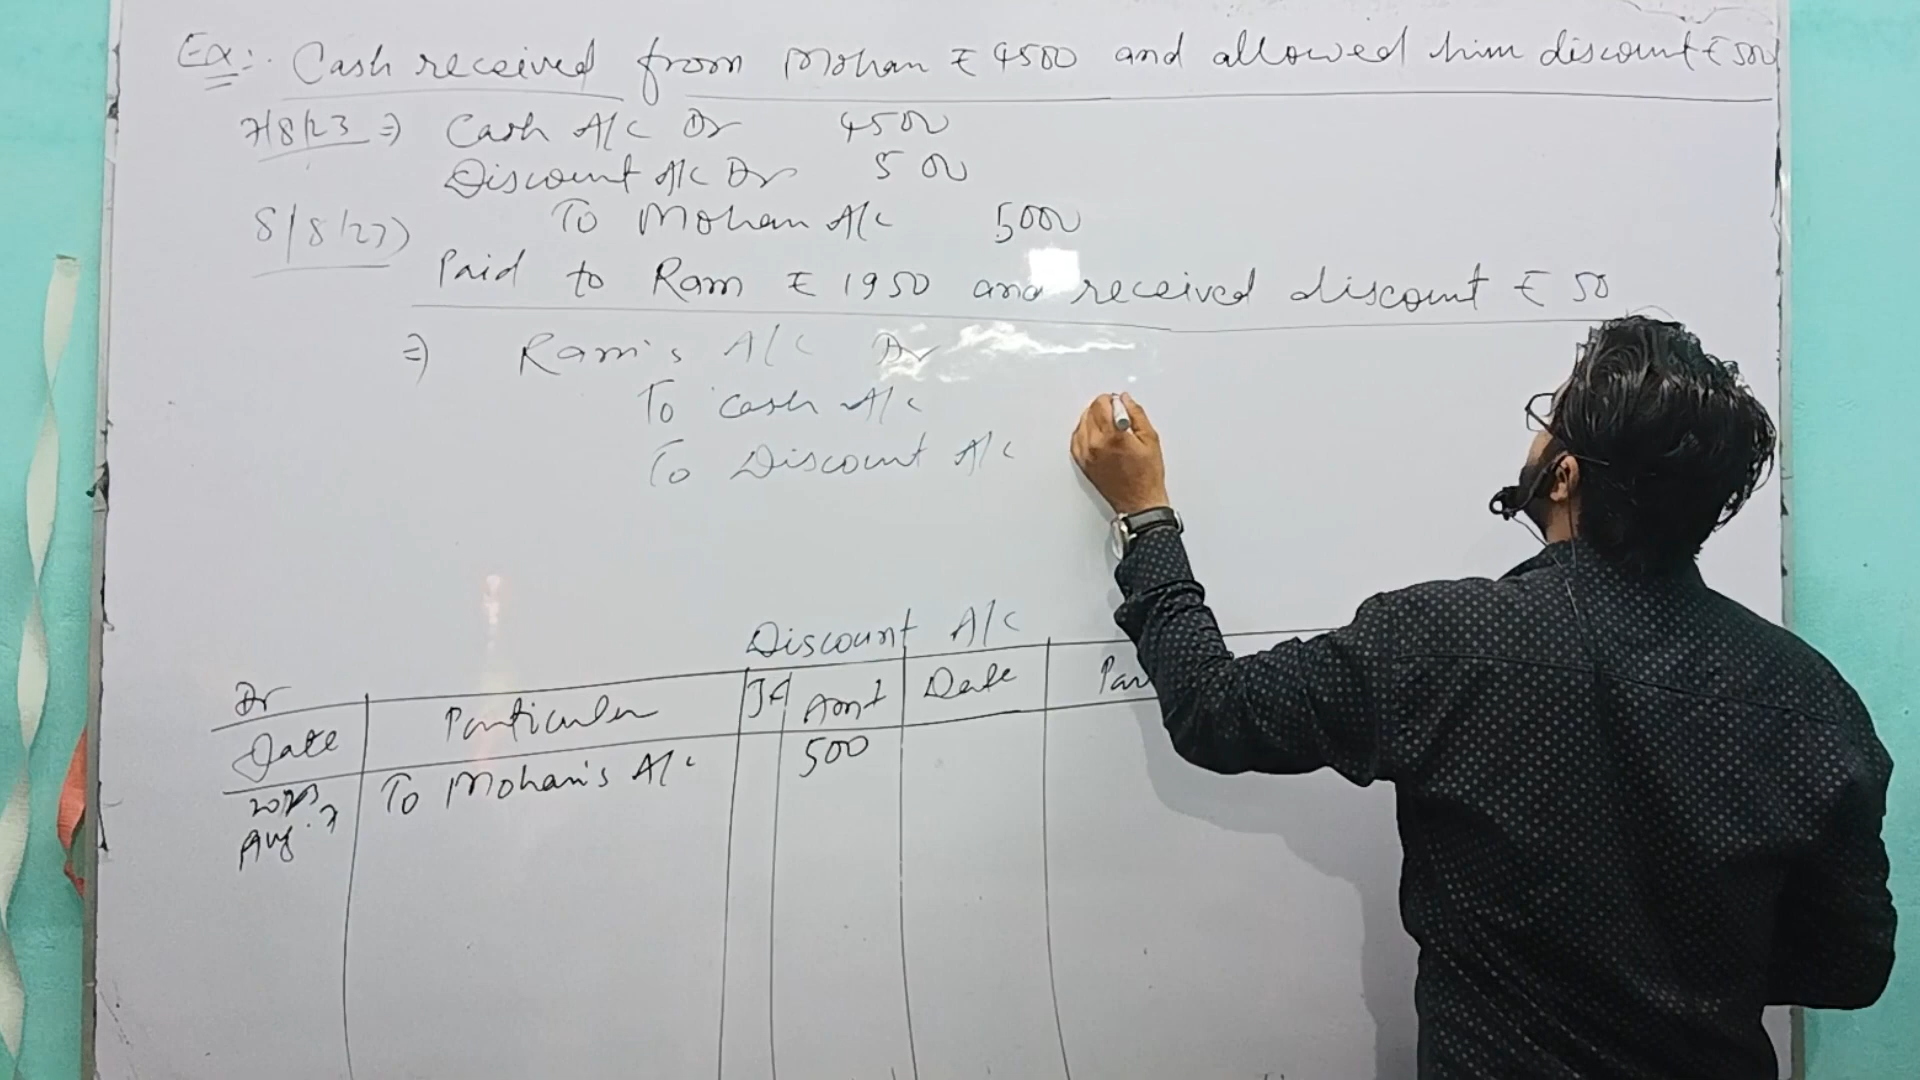 Ex:. Cash received from Mohan ₹ 4500 and allowed him discount ₹ 500
7/8/23 ⇒ Cash A/c Dr 4500
Discount A/c Dr 500
8/8/23 To Mohan A/c 5000
Paid to Ram ₹ 1950 and received discount ₹ 50
⇒ Ram's A/c Dr
To Cash A/c
To Discount A/c
Discount A/c
Dr
Date Particular JF Amt Date Par
2023 To Mohan's A/c 500
Aug. 7